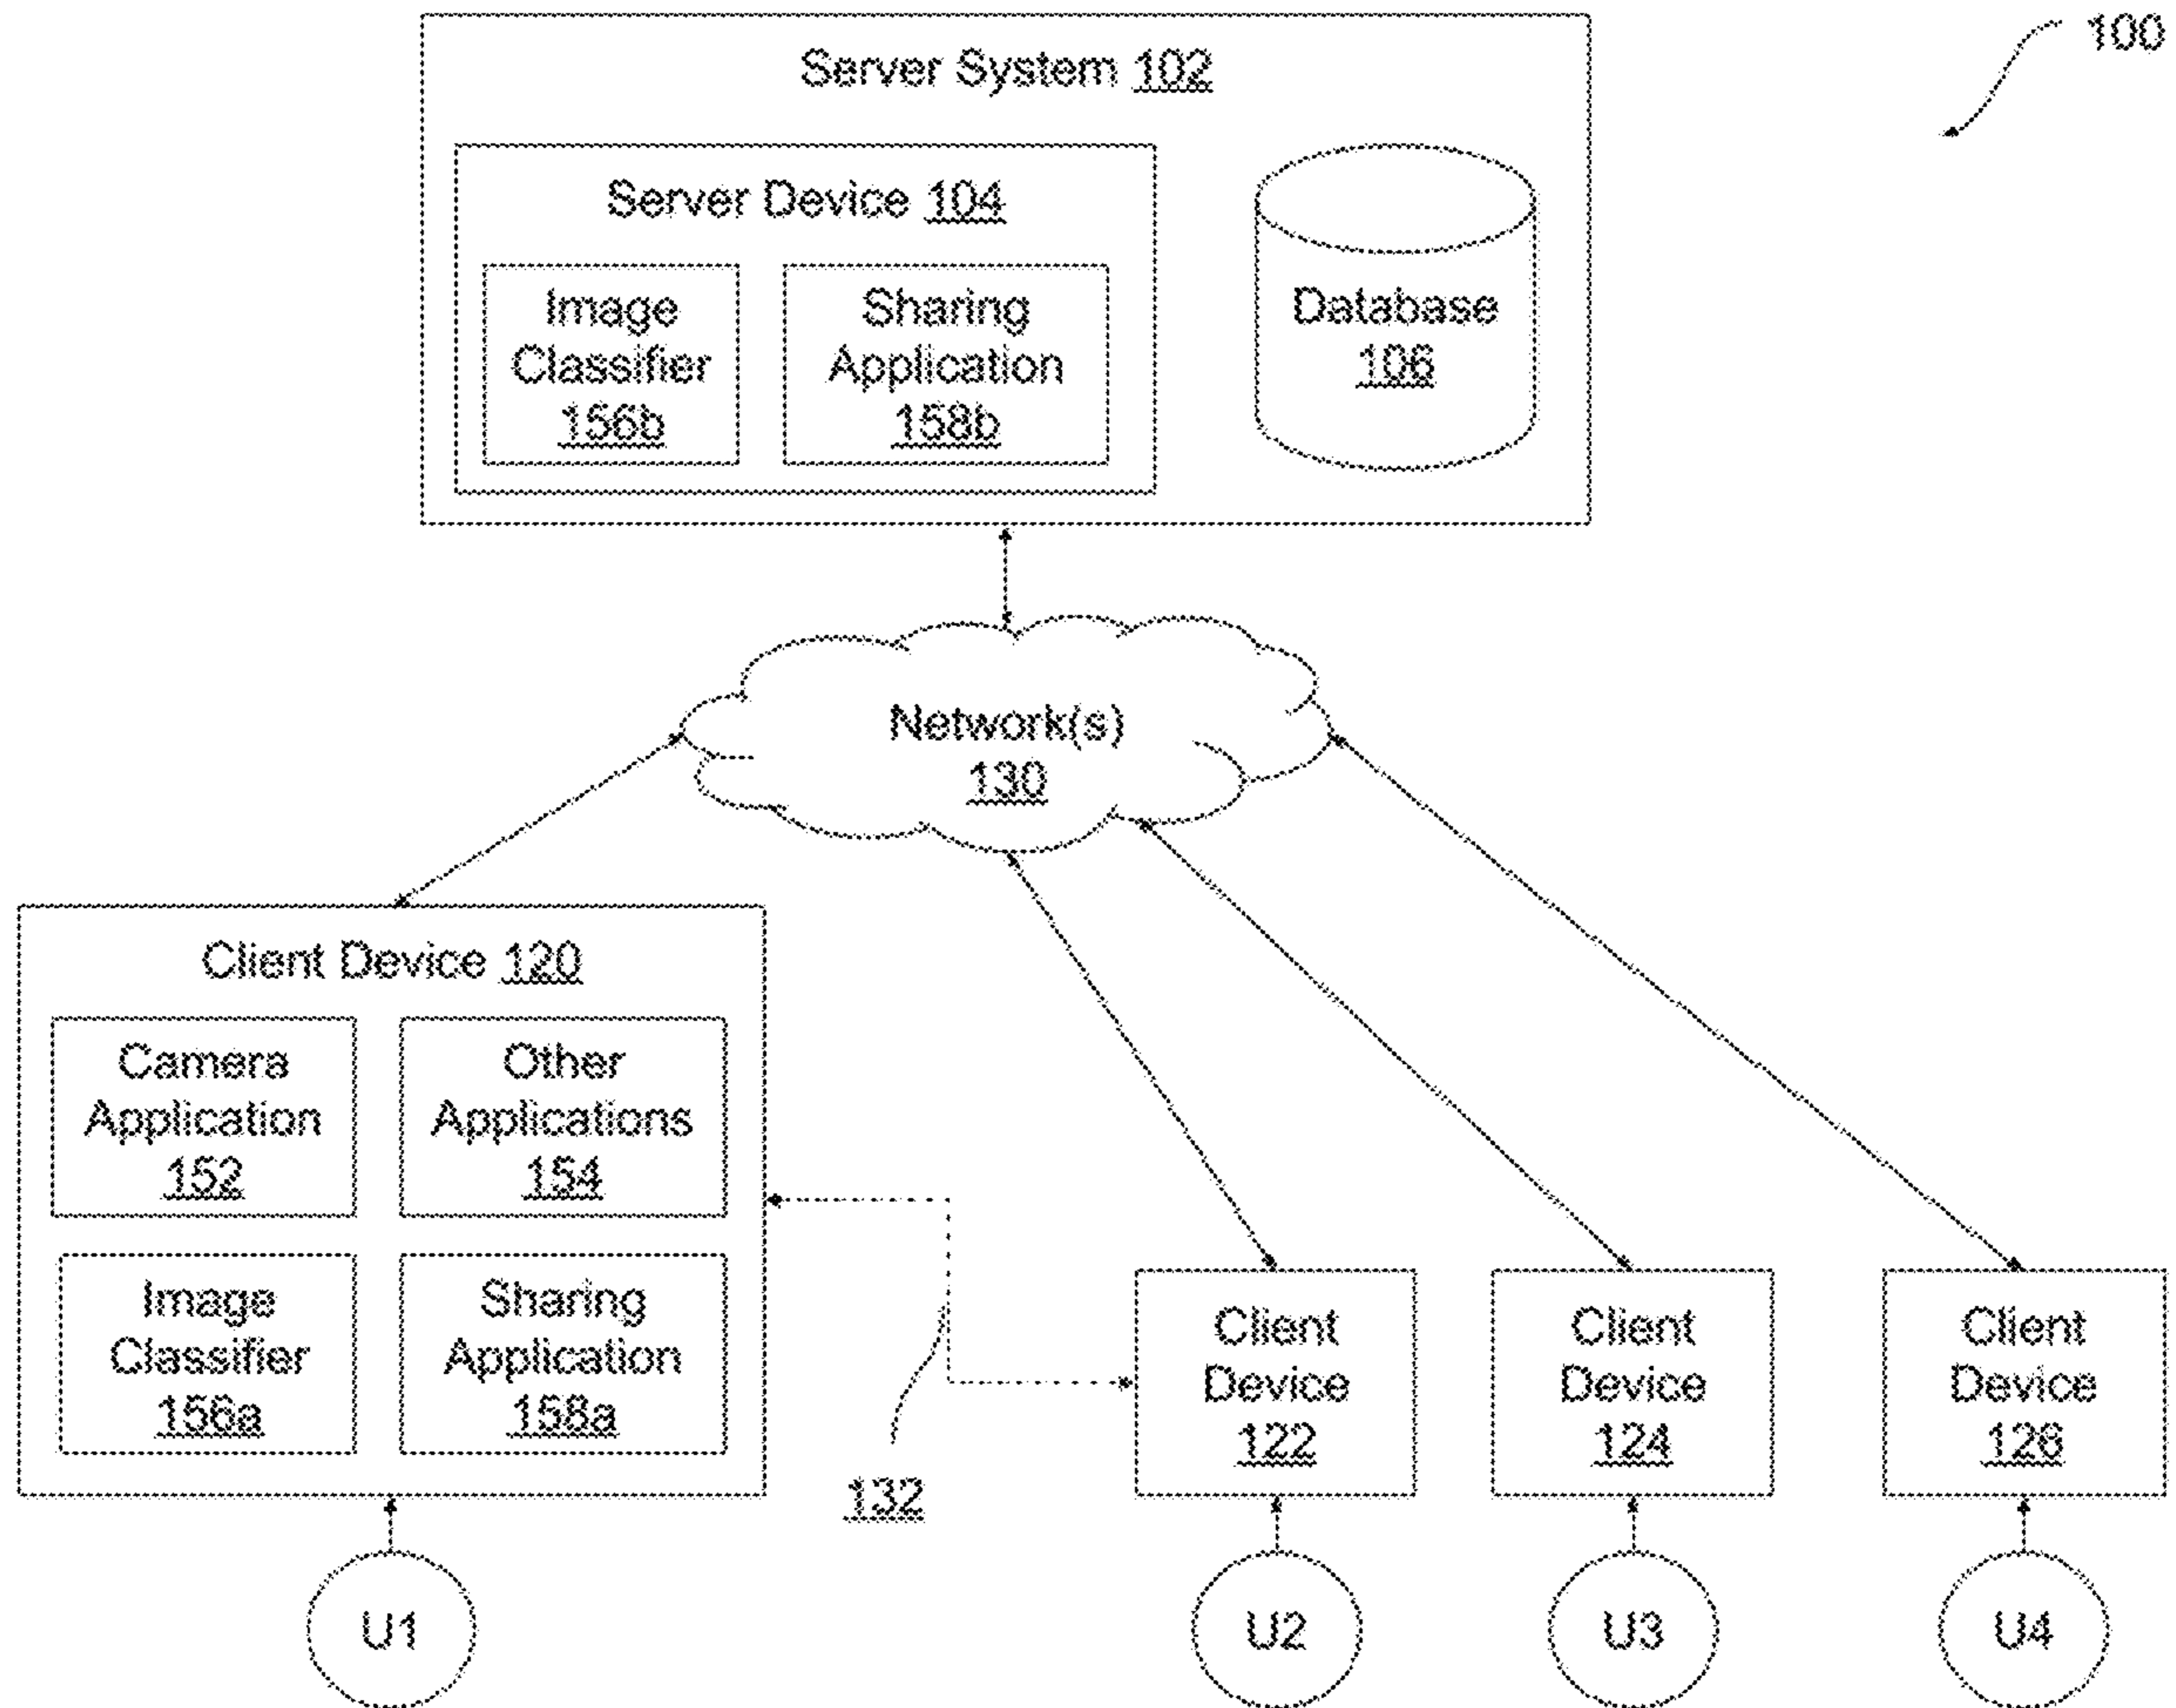 100
Server System 102
Server Device 104
Image
Classifier
156b
Sharing
Application
158b
Database
106
Network(s)
130
Client Device 120
Camera
Application
152
Other
Applications
154
Image
Classifier
156a
Sharing
Application
158a
132
Client
Device
122
Client
Device
124
Client
Device
126
U1
U2
U3
U4